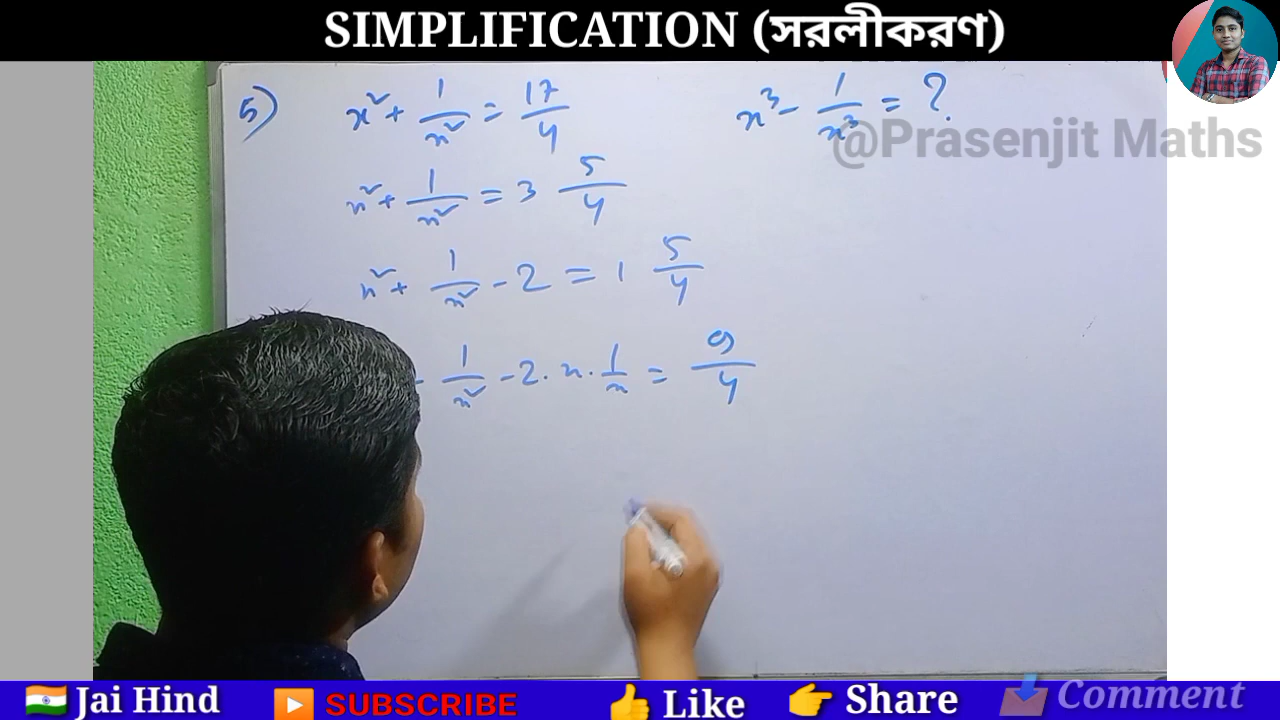 SIMPLIFICATION (সরলীকরণ)
5) x² + 1/x² = 17/4 x³ - 1/x³ = ?
@Prasenjit Maths
x² + 1/x² = 3 5/4
x² + 1/x² - 2 = 1 5/4
1/x² - 2 . x . 1/x = 9/4
Jai Hind SUBSCRIBE Like Share Comment